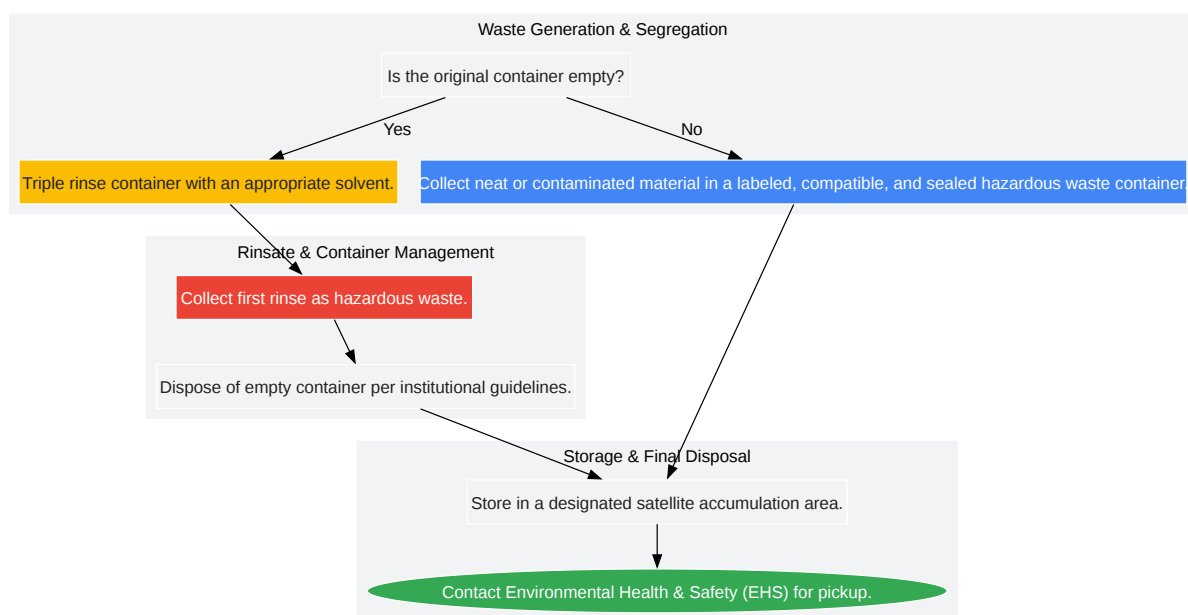 Waste Generation & Segregation
Is the original container empty?
Yes
No
Triple rinse container with an appropriate solvent.
Collect neat or contaminated material in a labeled, compatible, and sealed hazardous waste container.
Rinsate & Container Management
Collect first rinse as hazardous waste.
Dispose of empty container per institutional guidelines.
Storage & Final Disposal
Store in a designated satellite accumulation area.
Contact Environmental Health & Safety (EHS) for pickup.